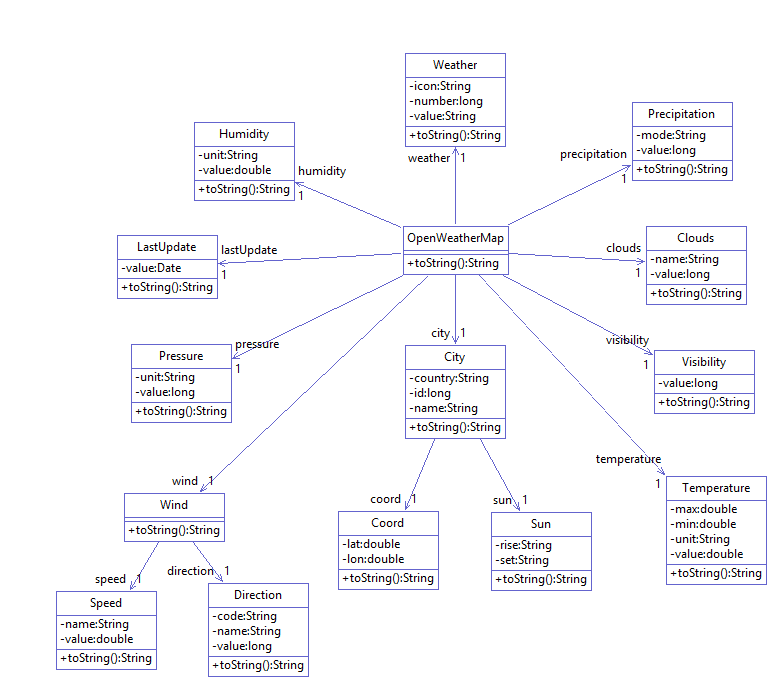 Weather
-icon:String
-number:long
-value:String
+toString():String
weather 1
Precipitation
-mode:String
-value:long
+toString():String
precipitation
1
Humidity
-unit:String
-value:double
+toString():String
humidity
1
OpenWeatherMap
+toString():String
LastUpdate
-value:Date
+toString():String
lastUpdate
1
Clouds
-name:String
-value:long
+toString():String
clouds
1
Pressure
-unit:String
-value:long
+toString():String
pressure
1
city 1
City
-country:String
-id:long
-name:String
+toString():String
visibility
1
Visibility
-value:long
+toString():String
temperature
1
Temperature
-max:double
-min:double
-unit:String
-value:double
+toString():String
wind 1
Wind
+toString():String
coord 1
Coord
-lat:double
-lon:double
+toString():String
sun 1
Sun
-rise:String
-set:String
+toString():String
speed 1
Speed
-name:String
-value:double
+toString():String
direction 1
Direction
-code:String
-name:String
-value:long
+toString():String